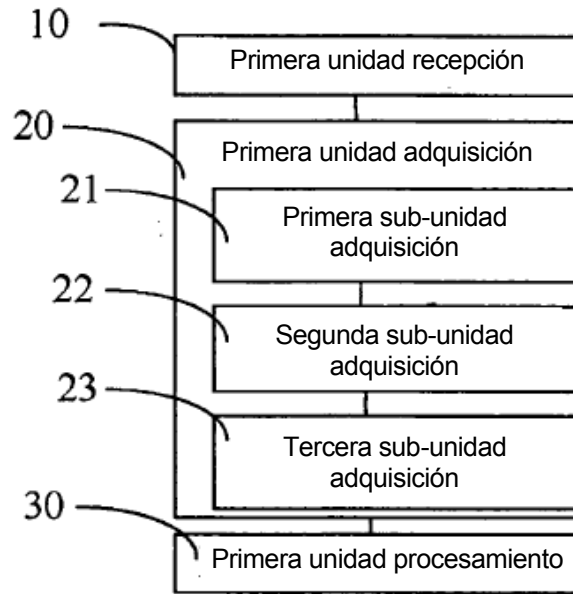 10
Primera unidad recepción
20
Primera unidad adquisición
21
Primera sub-unidad
adquisición
22
Segunda sub-unidad
adquisición
23
Tercera sub-unidad
adquisición
30
Primera unidad procesamiento